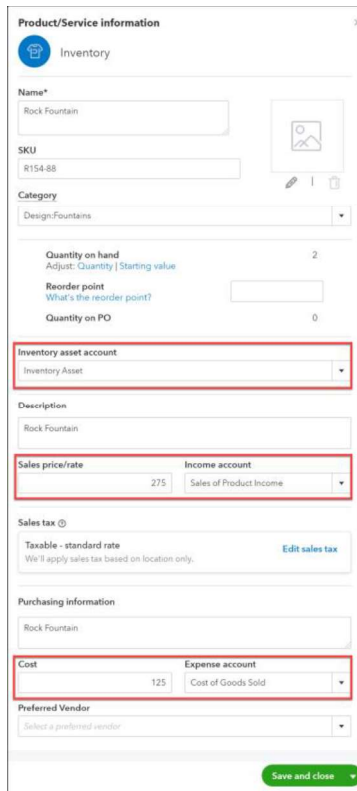 Product/Service information
Inventory
Name*
Rock Fountain
SKU
R154-88
Category
Design:Fountains
Quantity on hand 2
Adjust: Quantity | Starting value
Reorder point
What's the reorder point?
Quantity on PO 0
Inventory asset account
Inventory Asset
Description
Rock Fountain
Sales price/rate Income account
275 Sales of Product Income
Sales tax
Taxable - standard rate
We'll apply sales tax based on location only.
Edit sales tax
Purchasing information
Rock Fountain
Cost Expense account
125 Cost of Goods Sold
Preferred Vendor
Select a preferred vendor
Save and close